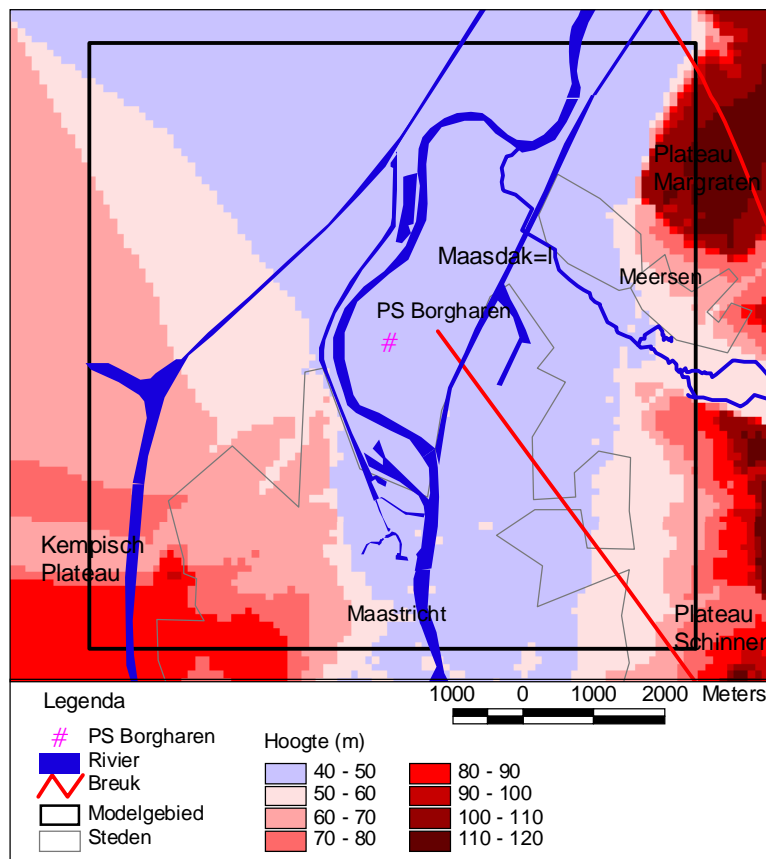 Plateau
Margraten
Maasdak=l
Meersen
PS Borgharen
#
Kempisch
Plateau
Maastricht
Plateau
Schinner
1000 0 1000 2000 Meters
Legenda
# PS Borgharen
Rivier
Breuk
Modelgebied
Steden
Hoogte (m)
40 - 50
50 - 60
60 - 70
70 - 80
80 - 90
90 - 100
100 - 110
110 - 120